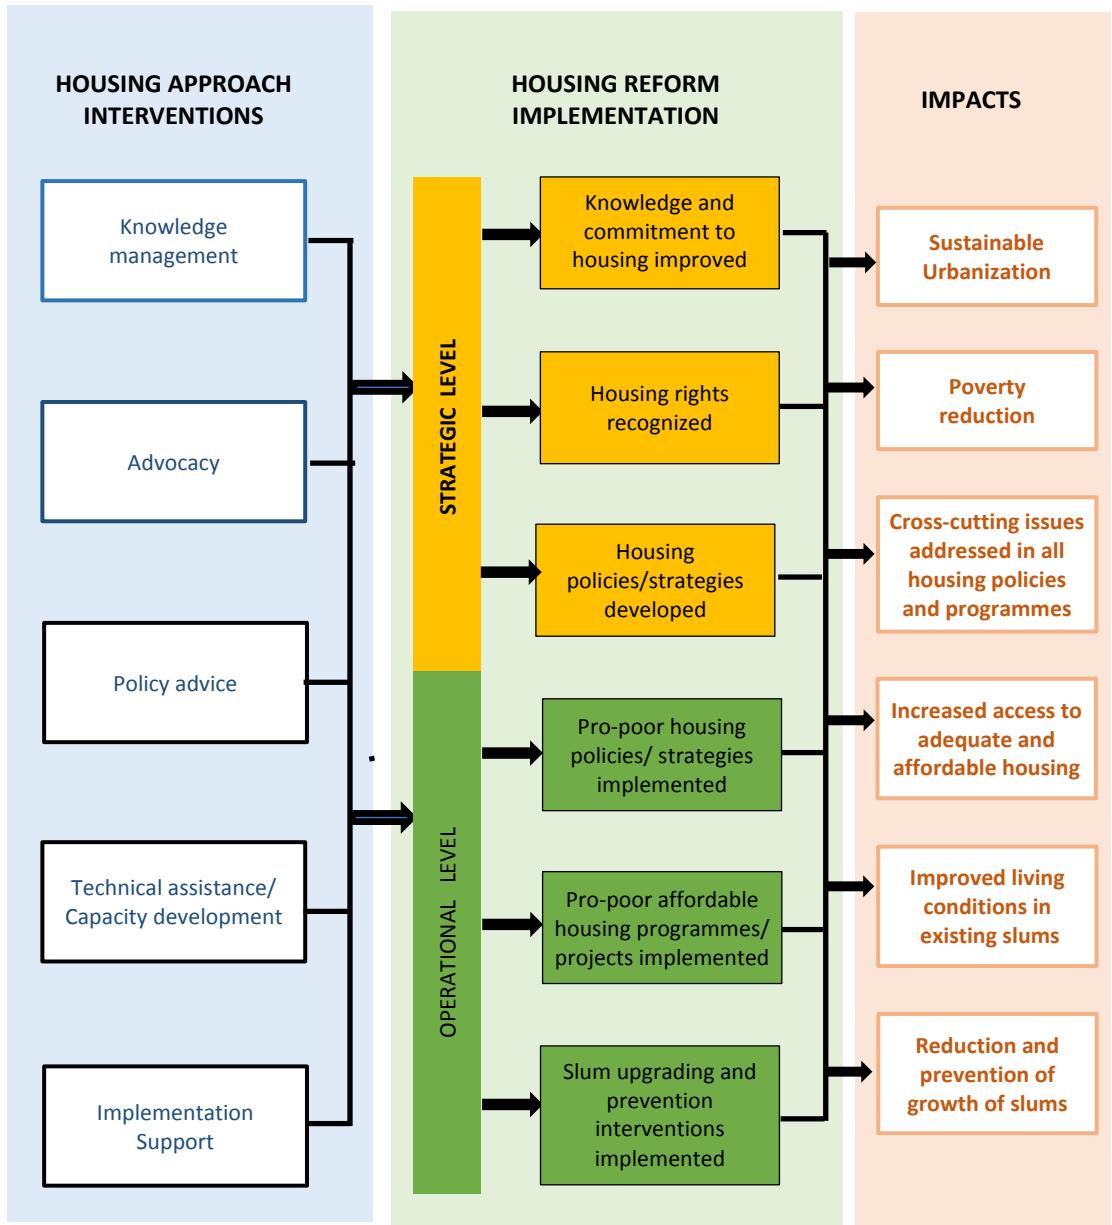 HOUSING APPROACH
INTERVENTIONS
Knowledge
management
Advocacy
Policy advice
Technical assistance/
Capacity development
Implementation
Support
HOUSING REFORM
IMPLEMENTATION
STRATEGIC LEVEL
OPERATIONAL LEVEL
Knowledge and
commitment to
housing improved
Housing rights
recognized
Housing
policies/strategies
developed
Pro-poor housing
policies/ strategies
implemented
Pro-poor affordable
housing programmes/
projects implemented
Slum upgrading and
prevention
interventions
implemented
IMPACTS
Sustainable
Urbanization
Poverty
reduction
Cross-cutting issues
addressed in all
housing policies
and programmes
Increased access to
adequate and
affordable housing
Improved living
conditions in
existing slums
Reduction and
prevention of
growth of slums